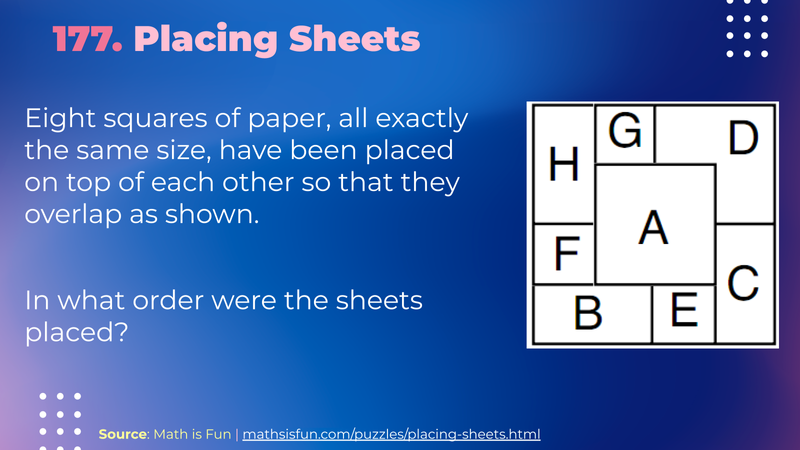 177. Placing Sheets
Eight squares of paper, all exactly
the same size, have been placed
on top of each other so that they
overlap as shown.
In what order were the sheets
placed?
G
D
H
A
F
C
B
E
Source: Math is Fun | mathsisfun.com/puzzles/placing-sheets.html